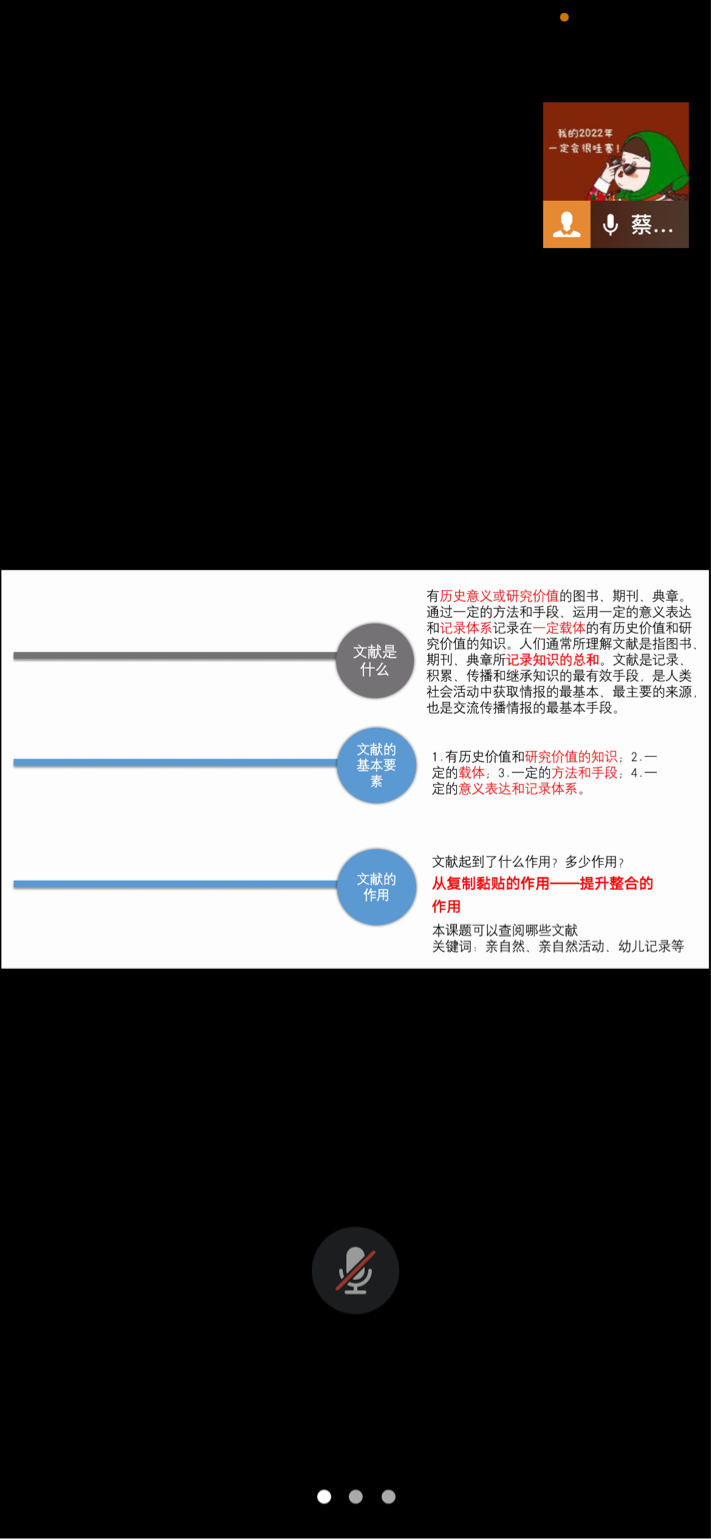 我的2022年
一定会很哇塞!
蔡...
文献是
什么
有历史意义或研究价值的图书、期刊、典章。
通过一定的方法和手段、运用一定的意义表达
和记录体系记录在一定载体的有历史价值和研
究价值的知识。人们通常所理解文献是指图书、
期刊、典章所记录知识的总和。文献是记录、
积累、传播和继承知识的最有效手段,是人类
社会活动中获取情报的最基本、最主要的来源,
也是交流传播情报的最基本手段。
文献的
基本要
素
1.有历史价值和研究价值的知识;2.一
定的载体;3.一定的方法和手段;4.一
定的意义表达和记录体系。
文献的
作用
文献起到了什么作用?多少作用?
从复制黏贴的作用——提升整合的
作用
本课题可以查阅哪些文献
关键词:亲自然、亲自然活动、幼儿记录等